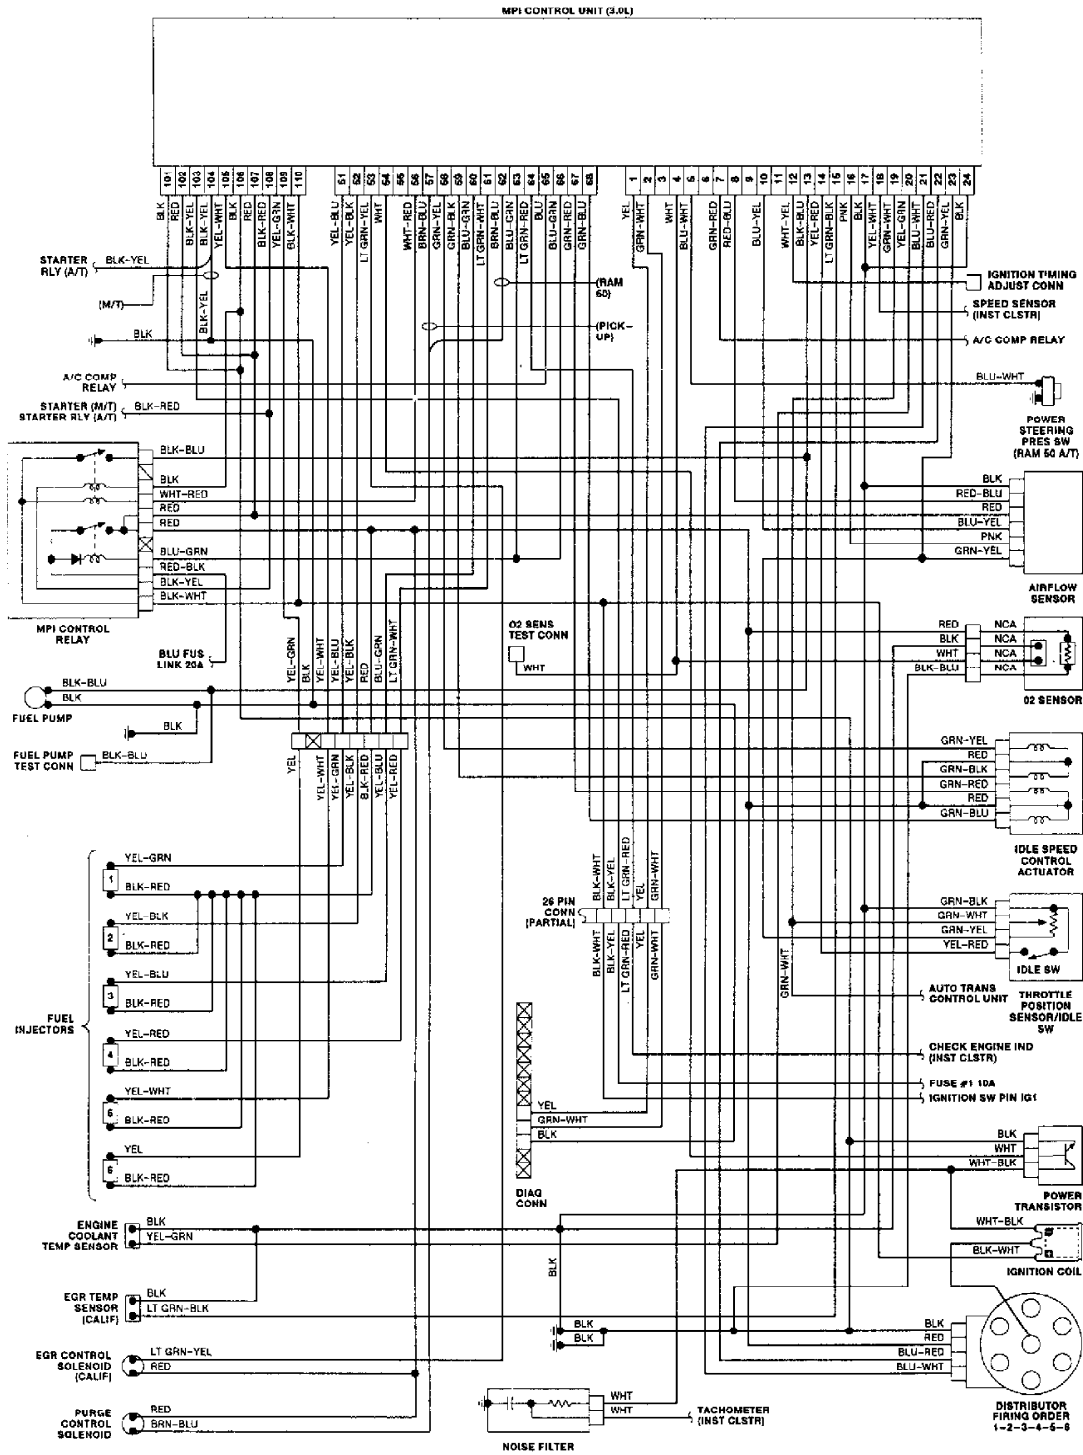 MPI CONTROL UNIT (3.0L)
101 102 103 104 105 106 107 108 109 110
51 52 53 54 55 56 57 58 59 60 61 62 63 64 65 66 67 68
1 2 3 4 5 6 7 8 9 10 11 12 13 14 15 16 17 18 19 20 21 22 23 24
BLK
RED
BLK-YEL
BLK-YEL
YEL-WHT
BLK
RED
BLK-RED
YEL-GRN
BLK-WHT
YEL-BLU
YEL-BLK
LT GRN-YEL
WHT
WHT-RED
BRN-BLU
GRN-YEL
GRN-BLK
BLU-GRN
LT GRN-WHT
BRN-BLU
BLU-GRN
LT GRN-RED
BLU
BLU-GRN
GRN-RED
GRN-BLU
YEL
GRN-WHT
WHT
BLU-WHT
GRN-RED
RED-BLU
BLU-YEL
WHT-YEL
BLK-BLU
YEL-RED
LT GRN-BLK
PNK
BLK
YEL-WHT
GRN-WHT
YEL-GRN
BLU-RED
GRN-YEL
BLK
STARTER
RLY (A/T)
BLK-YEL
(M/T)
BLK-YEL
BLK
A/C COMP
RELAY
STARTER (M/T)
STARTER RLY (A/T)
BLK-RED
(RAM
50)
(PICK-
UP)
IGNITION TIMING
ADJUST CONN
SPEED SENSOR
(INST CLSTR)
A/C COMP RELAY
BLU-WHT
POWER
STEERING
PRES SW
(RAM 50 A/T)
BLK-BLU
BLK
WHT-RED
RED
RED
BLU-GRN
RED-BLK
BLK-YEL
BLK-WHT
MPI CONTROL
RELAY
BLU FUS
LINK 20A
BLK
RED-BLU
RED
BLU-YEL
PNK
GRN-YEL
AIRFLOW
SENSOR
O2 SENS
TEST CONN
WHT
RED NCA
BLK NCA
WHT NCA
BLK-BLU NCA
O2 SENSOR
YEL-GRN
BLK
YEL-WHT
YEL-BLU
YEL-BLK
RED
BLU-GRN
LT GRN-WHT
BLK-BLU
BLK
FUEL PUMP
BLK
FUEL PUMP
TEST CONN
BLK-BLU
YEL
YEL-WHT
YEL-GRN
YEL-BLK
BLK-RED
YEL-BLU
YEL-RED
GRN-YEL
RED
GRN-BLK
GRN-RED
RED
GRN-BLU
IDLE SPEED
CONTROL
ACTUATOR
BLK-WHT
BLK-YEL
LT GRN-RED
YEL
GRN-WHT
26 PIN
CONN
(PARTIAL)
BLK-WHT
BLK-YEL
LT GRN-RED
YEL
GRN-WHT
FUEL
INJECTORS
YEL-GRN
1
BLK-RED
YEL-BLK
2
BLK-RED
YEL-BLU
3
BLK-RED
YEL-RED
4
BLK-RED
YEL-WHT
5
BLK-RED
YEL
6
BLK-RED
GRN-BLK
GRN-WHT
GRN-YEL
YEL-RED
IDLE SW
THROTTLE
POSITION
SENSOR/IDLE
SW
GRN-WHT
AUTO TRANS
CONTROL UNIT
CHECK ENGINE IND
(INST CLSTR)
FUSE #1 10A
IGNITION SW PIN IG1
YEL
GRN-WHT
BLK
DIAG
CONN
BLK
WHT
WHT-BLK
POWER
TRANSISTOR
ENGINE
COOLANT
TEMP SENSOR
BLK
YEL-GRN
WHT-BLK
BLK-WHT
IGNITION COIL
BLK
EGR TEMP
SENSOR
(CALIF)
BLK
LT GRN-BLK
BLK
BLK
EGR CONTROL
SOLENOID
(CALIF)
LT GRN-YEL
RED
BLK
RED
BLU-RED
BLU-WHT
DISTRIBUTOR
FIRING ORDER
1-2-3-4-5-6
PURGE
CONTROL
SOLENOID
RED
BRN-BLU
WHT
WHT
NOISE FILTER
TACHOMETER
(INST CLSTR)